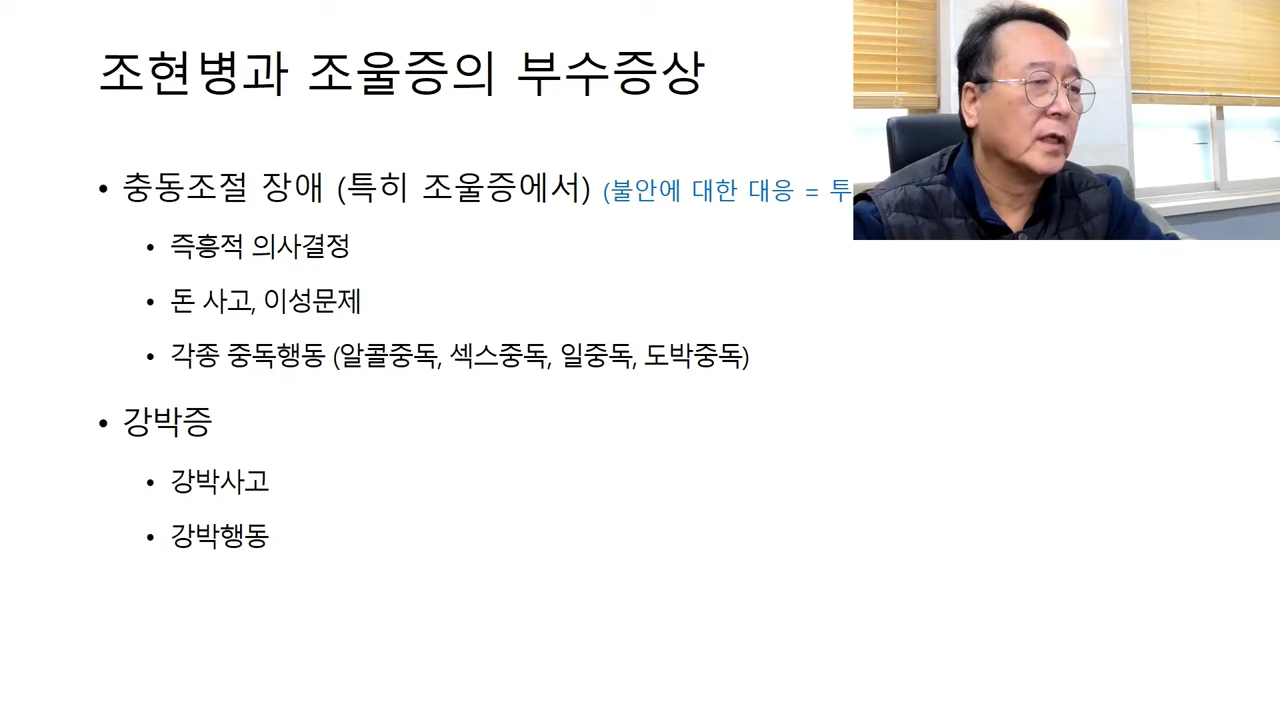 조현병과 조울증의 부수증상
• 충동조절 장애 (특히 조울증에서) (불안에 대한 대응 = 투
• 즉흥적 의사결정
• 돈 사고, 이성문제
• 각종 중독행동 (알콜중독, 섹스중독, 일중독, 도박중독)
• 강박증
• 강박사고
• 강박행동